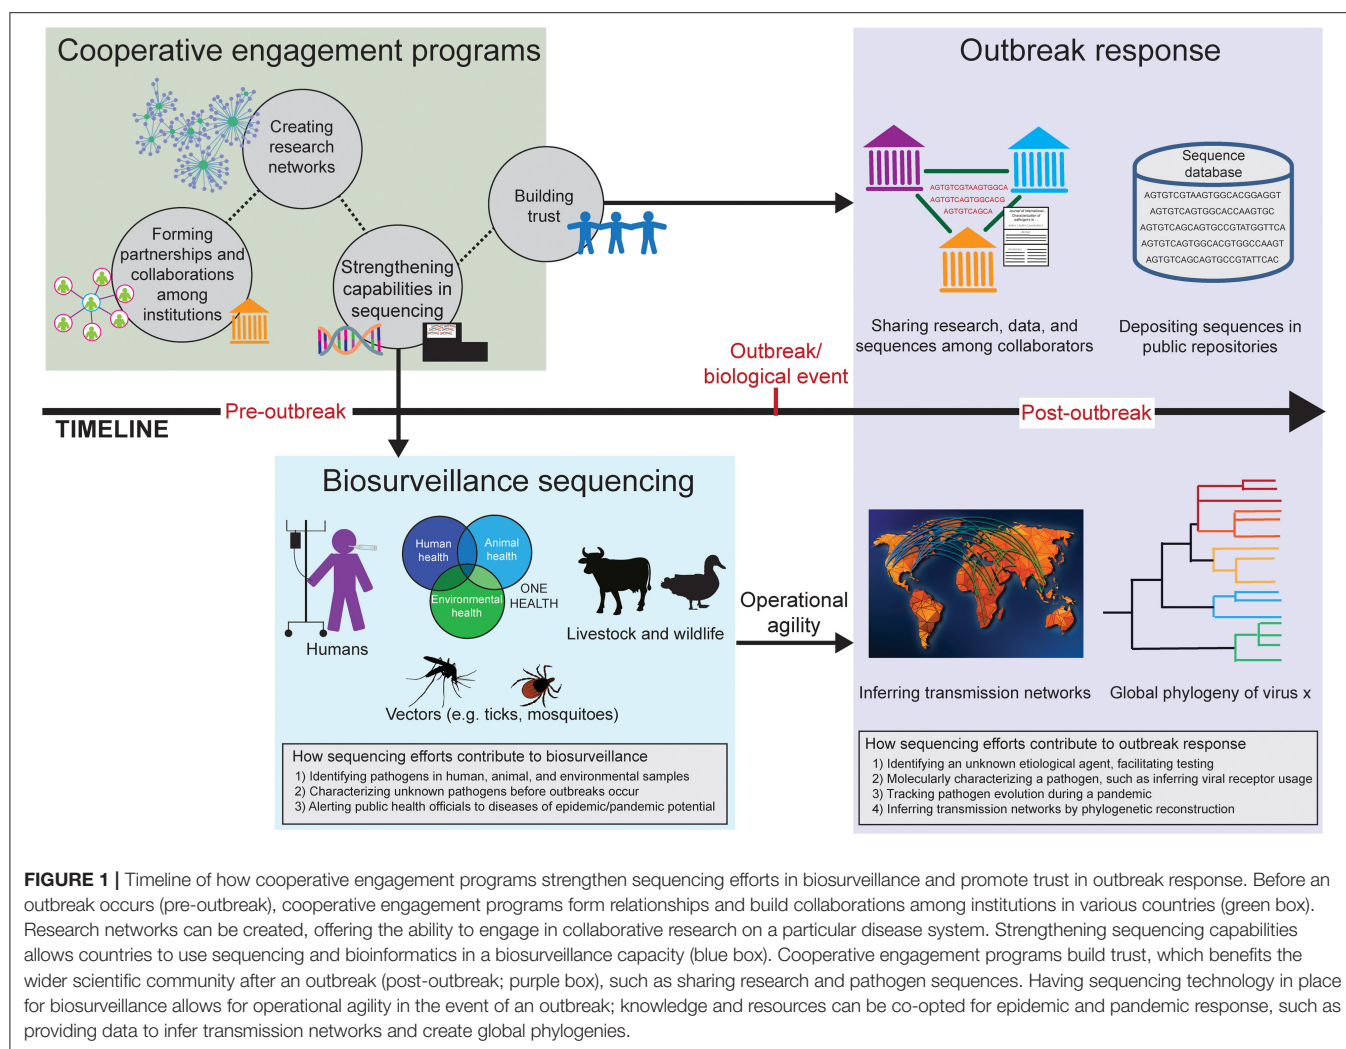 Cooperative engagement programs
Creating
research
networks
Forming
partnerships and
collaborations
among
institutions
Strengthening
capabilities in
sequencing
Building
trust
Outbreak response
AGTGTCGTAAGTGGCA
AGTGTCAGTGGCACG
AGTGTCAGCA
Journal of International
Characterization of
pathogens in ...
Sharing research, data, and
sequences among collaborators
Sequence
database
AGTGTCGTAAGTGGCACGGAGGT
AGTGTCAGTGGCACCAAGTGC
AGTGTCAGCAGTGCCGTATGGTTCA
AGTGTCAGTGGCACGTGGCCAAGT
AGTGTCAGCAGTGCCGTATTCAC
Depositing sequences in
public repositories
Outbreak/
biological event
Pre-outbreak
Post-outbreak
TIMELINE
Biosurveillance sequencing
Humans
Human
health
Animal
health
Environmental
health
ONE
HEALTH
Livestock and wildlife
Vectors (e.g. ticks, mosquitoes)
Operational
agility
How sequencing efforts contribute to biosurveillance
1) Identifying pathogens in human, animal, and environmental samples
2) Characterizing unknown pathogens before outbreaks occur
3) Alerting public health officials to diseases of epidemic/pandemic potential
Inferring transmission networks
Global phylogeny of virus x
How sequencing efforts contribute to outbreak response
1) Identifying an unknown etiological agent, facilitating testing
2) Molecularly characterizing a pathogen, such as inferring viral receptor usage
3) Tracking pathogen evolution during a pandemic
4) Inferring transmission networks by phylogenetic reconstruction
FIGURE 1 | Timeline of how cooperative engagement programs strengthen sequencing efforts in biosurveillance and promote trust in outbreak response. Before an
outbreak occurs (pre-outbreak), cooperative engagement programs form relationships and build collaborations among institutions in various countries (green box).
Research networks can be created, offering the ability to engage in collaborative research on a particular disease system. Strengthening sequencing capabilities
allows countries to use sequencing and bioinformatics in a biosurveillance capacity (blue box). Cooperative engagement programs build trust, which benefits the
wider scientific community after an outbreak (post-outbreak; purple box), such as sharing research and pathogen sequences. Having sequencing technology in place
for biosurveillance allows for operational agility in the event of an outbreak; knowledge and resources can be co-opted for epidemic and pandemic response, such as
providing data to infer transmission networks and create global phylogenies.